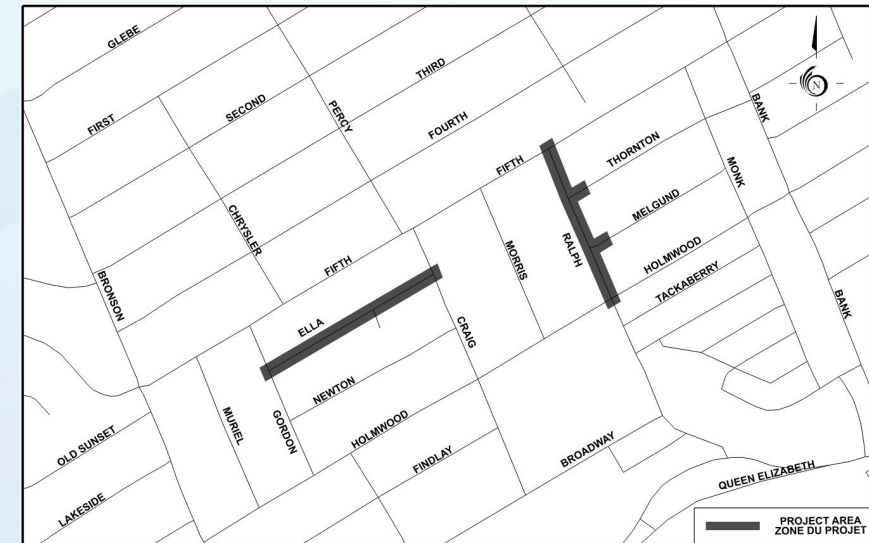 GLEBE
THIRD
SECOND
PERCY
FIRST
FOURTH
BANK
N
FIFTH
THORNTON
MONK
MELGUND
CHRYSLER
MORRIS
RALPH
HOLMWOOD
FIFTH
TACKABERRY
BRONSON
BANK
ELLA
CRAIG
NEWTON
MURIEL
GORDON
HOLMWOOD
OLD SUNSET
FINDLAY
BROADWAY
LAKESIDE
QUEEN ELIZABETH
PROJECT AREA
ZONE DU PROJET